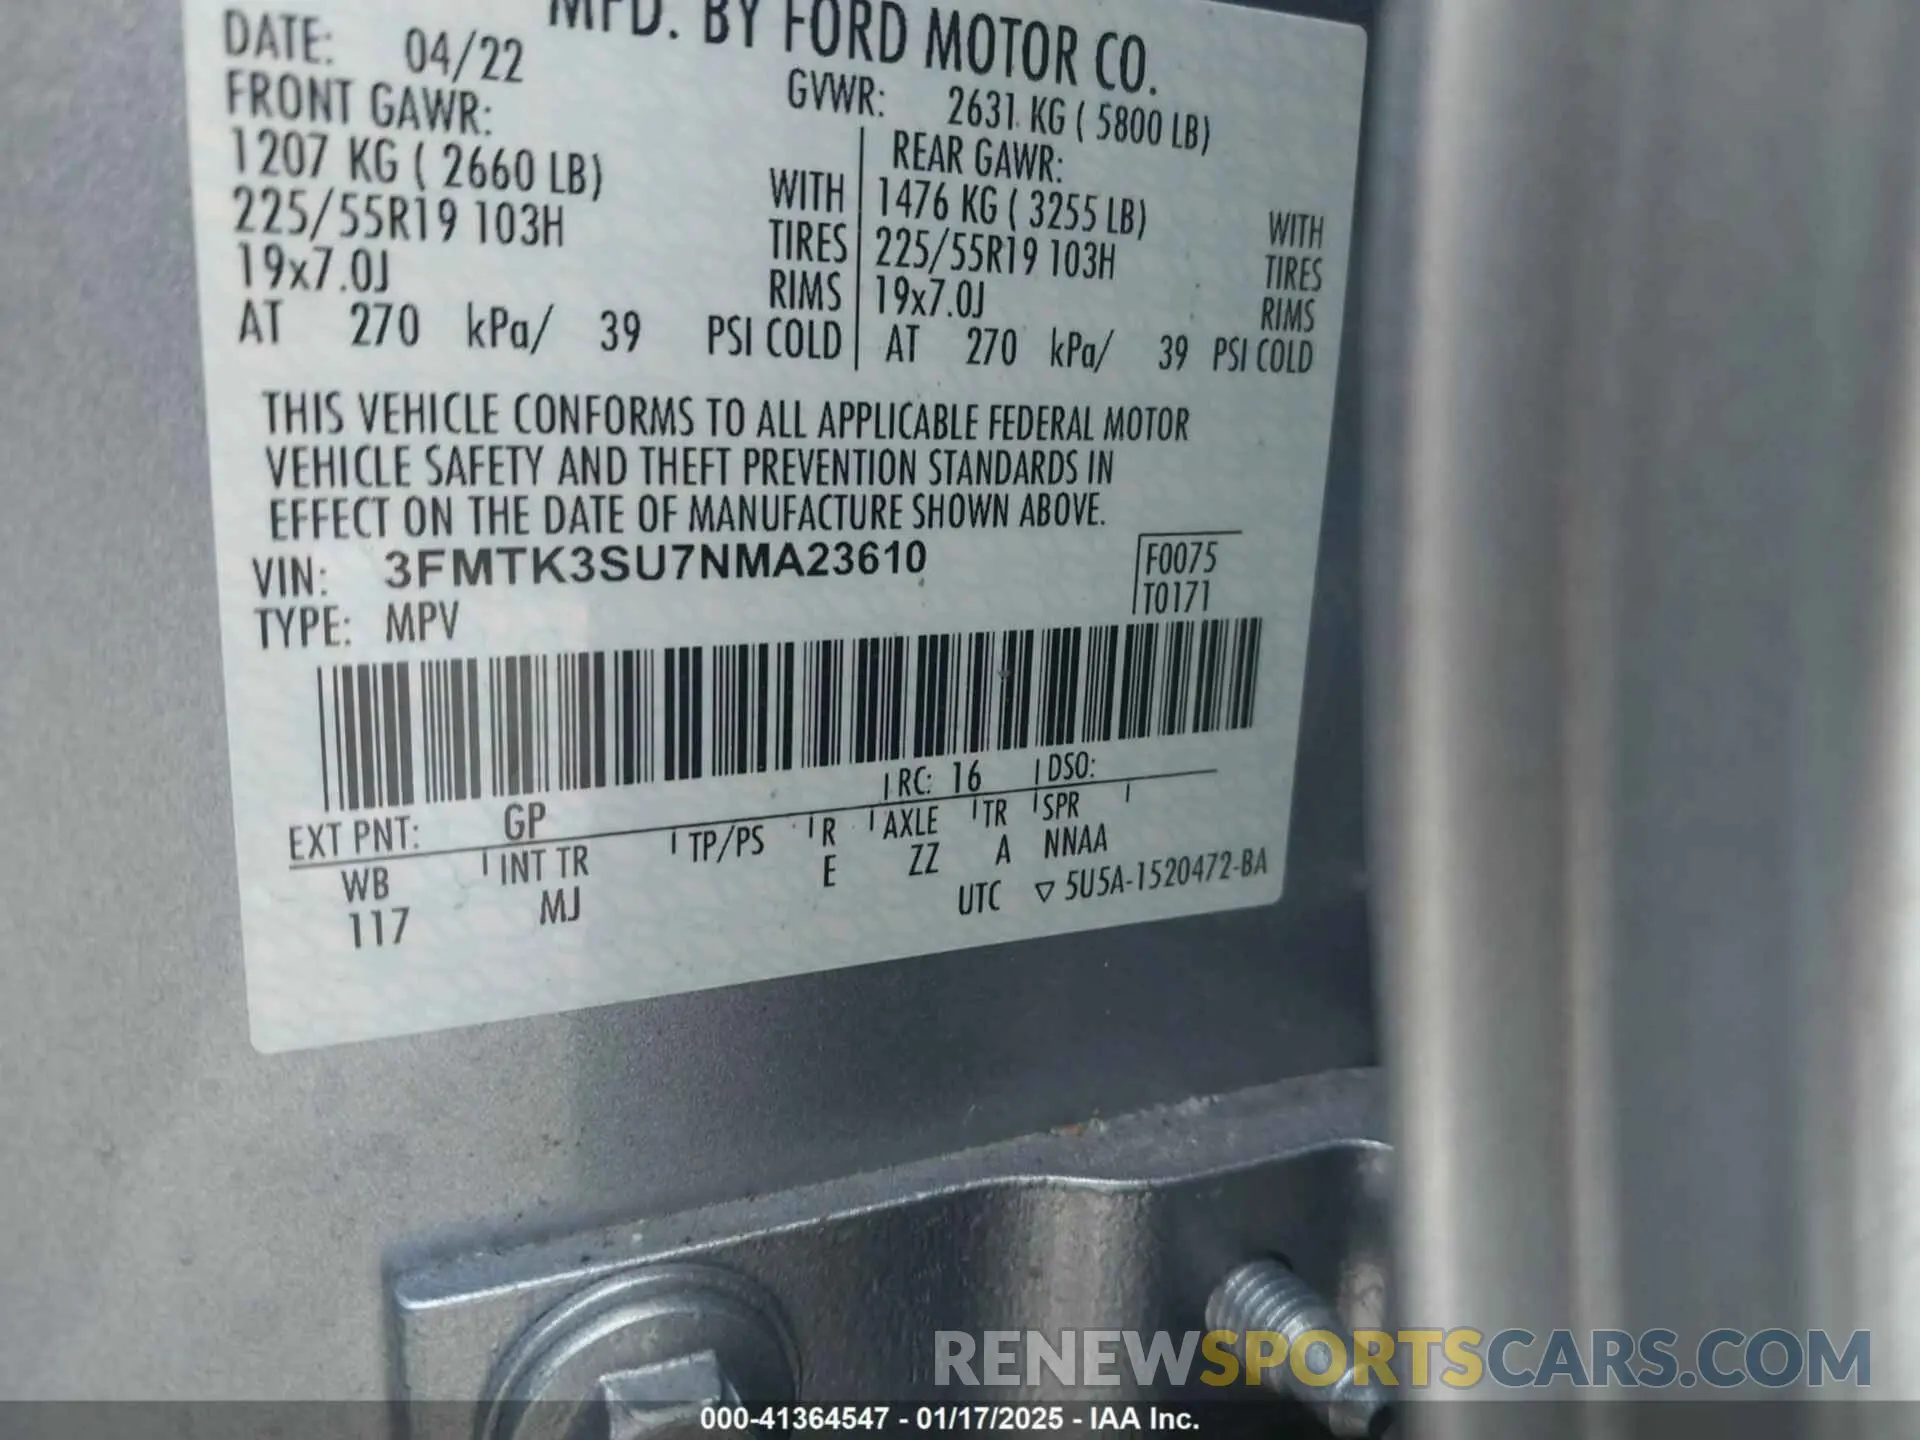 MFD. BY FORD MOTOR CO.
DATE: 04/22
GVWR: 2631 KG ( 5800 LB)
FRONT GAWR:
REAR GAWR:
1207 KG ( 2660 LB) WITH
1476 KG ( 3255 LB) WITH
225/55R19 103H TIRES
225/55R19 103H TIRES
19x7.0J RIMS
19x7.0J RIMS
AT 270 kPa/ 39 PSI COLD
AT 270 kPa/ 39 PSI COLD
THIS VEHICLE CONFORMS TO ALL APPLICABLE FEDERAL MOTOR
VEHICLE SAFETY AND THEFT PREVENTION STANDARDS IN
EFFECT ON THE DATE OF MANUFACTURE SHOWN ABOVE.
VIN: 3FMTK3SU7NMA23610
F0075
TYPE: MPV
T0171
EXT PNT: GP RC: 16 DSO:
WB INT TR TP/PS R AXLE TR SPR
117 MJ E ZZ A NNAA
UTC ▽ 5U5A-1520472-BA
RENEWSPORTSCARS.COM
000-41364547 - 01/17/2025 - IAA Inc.